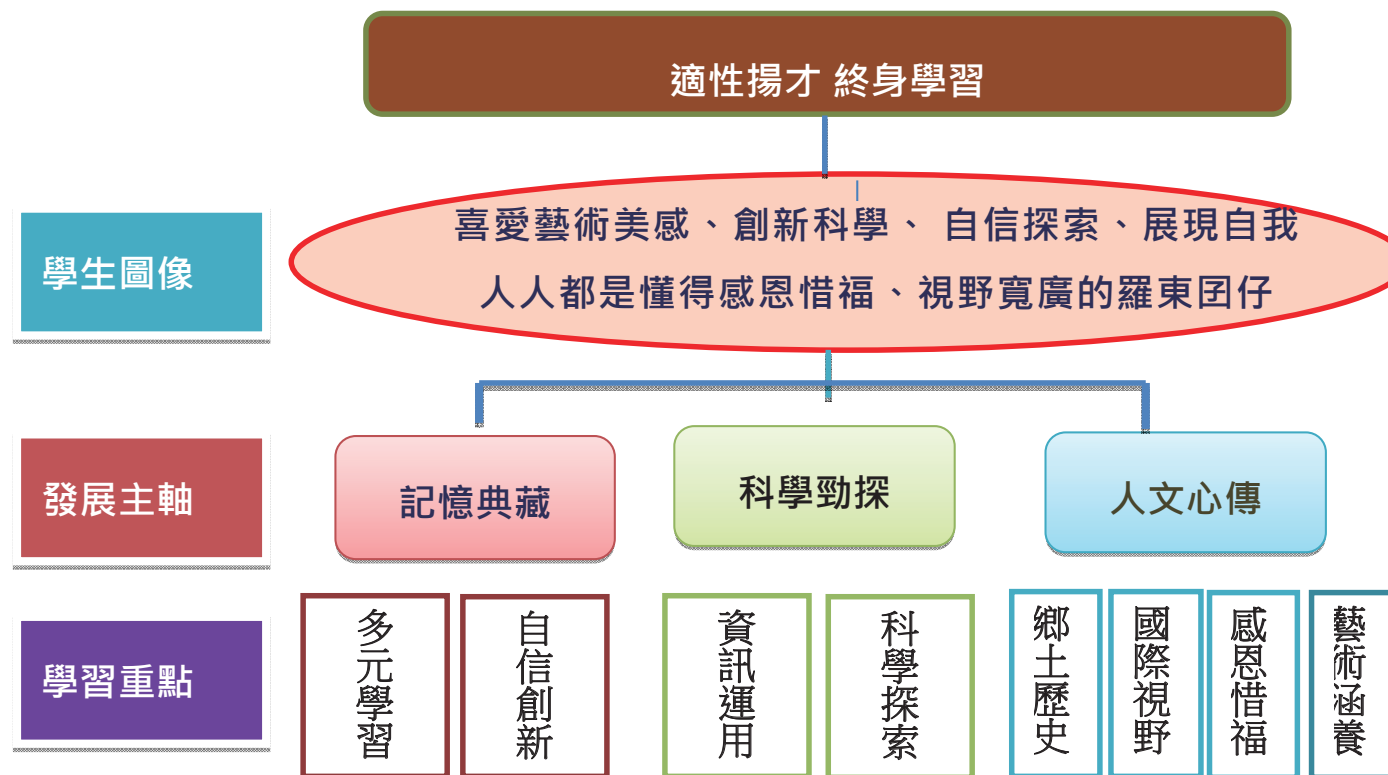 適性揚才 終身學習
學生圖像
喜愛藝術美感、創新科學、 自信探索、展現自我
人人都是懂得感恩惜福、視野寬廣的羅東囝仔
發展主軸
記憶典藏
科學勁探
人文心傳
學習重點
多元學習
自信創新
資訊運用
科學探索
鄉土歷史
國際視野
感恩惜福
藝術涵養